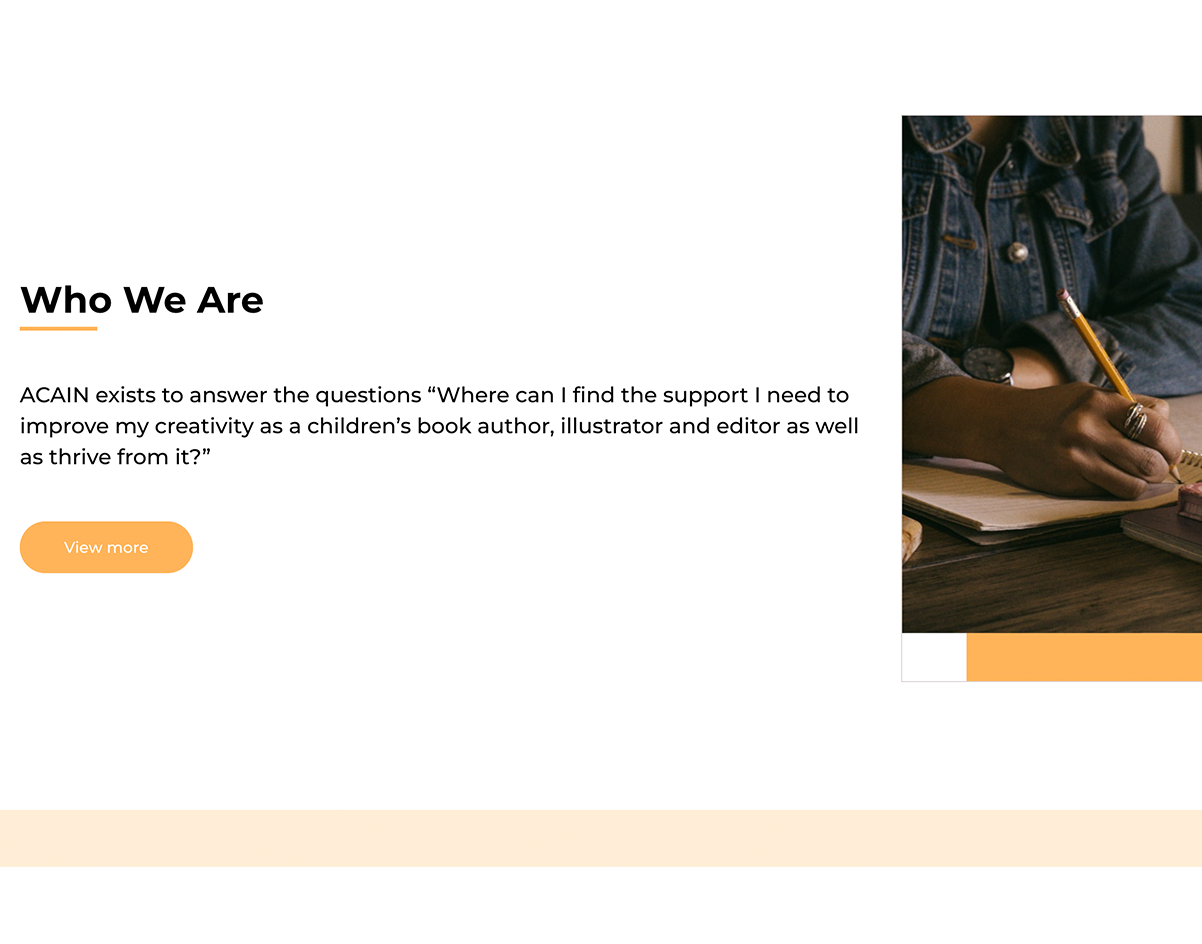 Who We Are
ACAIN exists to answer the questions “Where can I find the support I need to
improve my creativity as a children’s book author, illustrator and editor as well
as thrive from it?”
View more